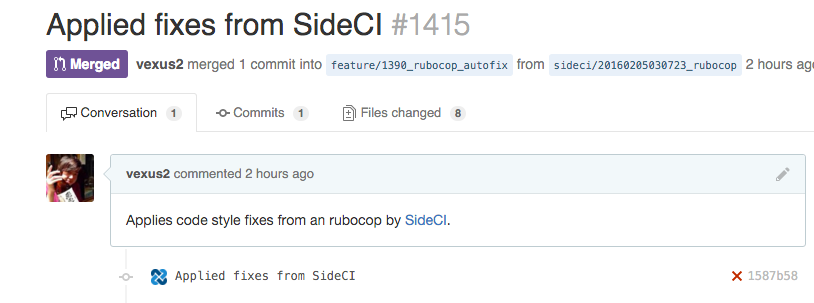 Applied fixes from SideCI #1415
Merged vexus2 merged 1 commit into feature/1390_rubocop_autofix from sideci/20160205030723_rubocop 2 hours ago
Conversation 1 Commits 1 Files changed 8
vexus2 commented 2 hours ago
Applies code style fixes from an rubocop by SideCI.
Applied fixes from SideCI 1587b58